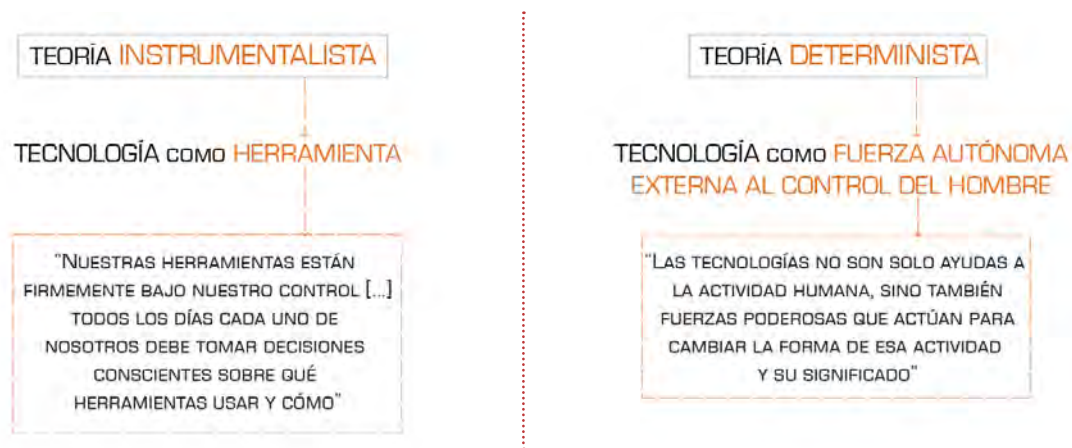 TEORÍA INSTRUMENTALISTA
TECNOLOGÍA COMO HERRAMIENTA
"NUESTRAS HERRAMIENTAS ESTÁN
FIRMEMENTE BAJO NUESTRO CONTROL [...]
TODOS LOS DÍAS CADA UNO DE
NOSOTROS DEBE TOMAR DECISIONES
CONSCIENTES SOBRE QUÉ
HERRAMIENTAS USAR Y CÓMO"
TEORÍA DETERMINISTA
TECNOLOGÍA COMO FUERZA AUTÓNOMA
EXTERNA AL CONTROL DEL HOMBRE
"LAS TECNOLOGÍAS NO SON SOLO AYUDAS A
LA ACTIVIDAD HUMANA, SINO TAMBIÉN
FUERZAS PODEROSAS QUE ACTÚAN PARA
CAMBIAR LA FORMA DE ESA ACTIVIDAD
Y SU SIGNIFICADO"